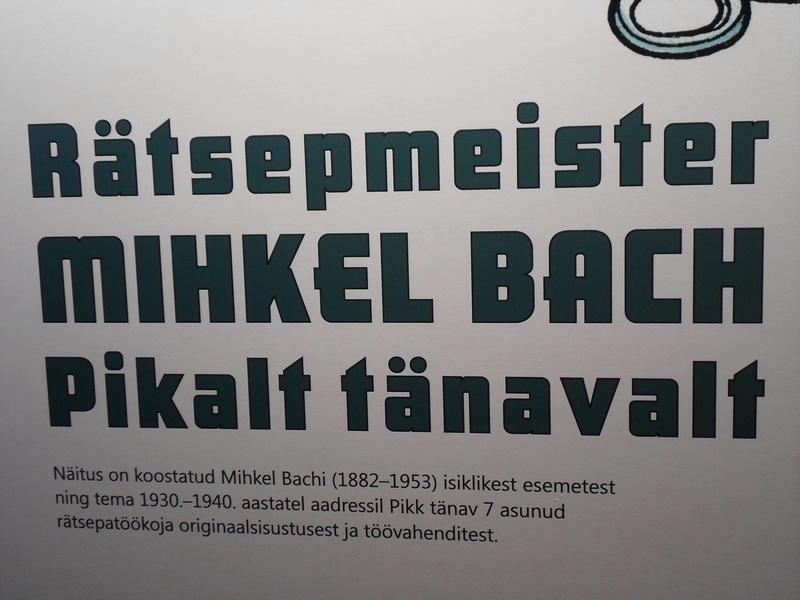 Rätsepmeister
MIHKEL BACH
Pikalt tänavalt
Näitus on koostatud Mihkel Bachi (1882–1953) isiklikest esemetest
ning tema 1930.–1940. aastatel aadressil Pikk tänav 7 asunud
rätsepatöökoja originaalsisustusest ja töövahenditest.